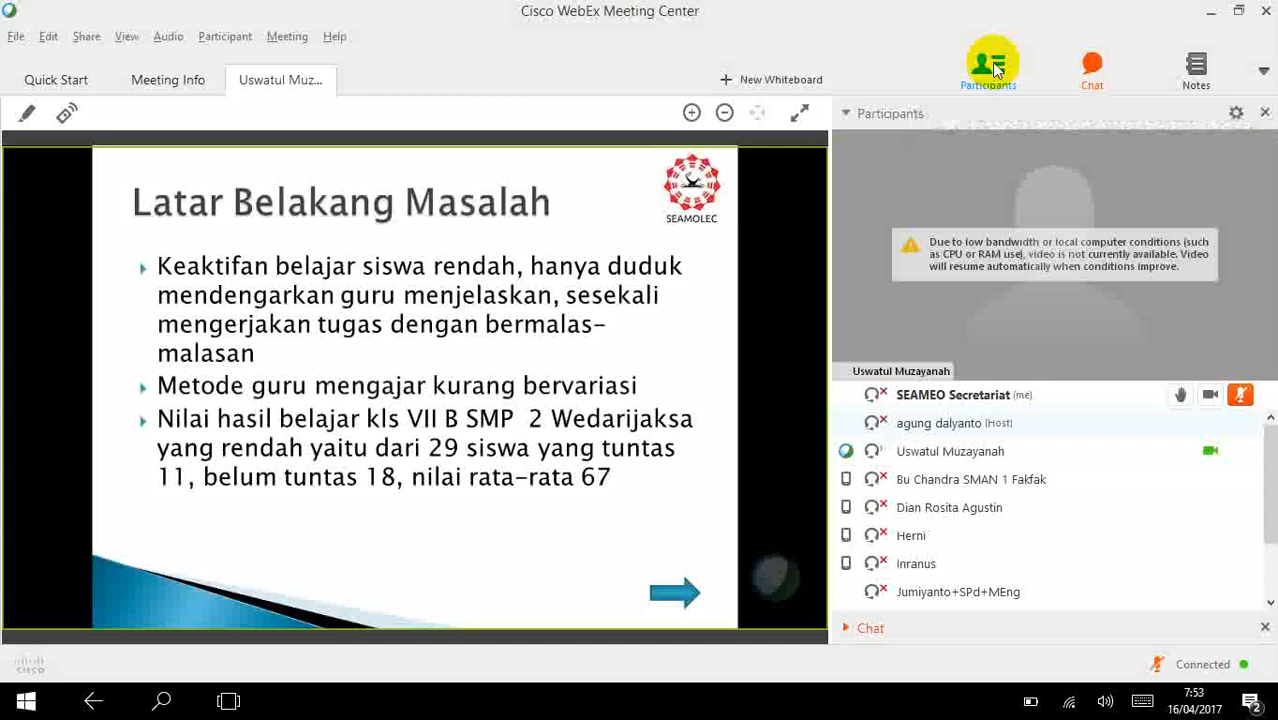 Cisco WebEx Meeting Center
File Edit Share View Audio Participant Meeting Help
Quick Start Meeting Info Uswatul Muz... New Whiteboard
Participants Chat Notes
Latar Belakang Masalah
SEAMOLEC
Keaktifan belajar siswa rendah, hanya duduk
mendengarkan guru menjelaskan, sesekali
mengerjakan tugas dengan bermalas-
malasan
Metode guru mengajar kurang bervariasi
Nilai hasil belajar kls VII B SMP 2 Wedarijaksa
yang rendah yaitu dari 29 siswa yang tuntas
11, belum tuntas 18, nilai rata-rata 67
Participants
Due to low bandwidth or local computer conditions (such
as CPU or RAM use), video is not currently available.
Video will resume automatically when conditions improve.
Uswatul Muzayanah
SEAMEO Secretariat (me)
agung dalyanto (Host)
Uswatul Muzayanah
Bu Chandra SMAN 1 Fakfak
Dian Rosita Agustin
Herni
Inranus
Jumiyanto+SPd+MEng
Chat
cisco
Connected
7:53
16/04/2017
2